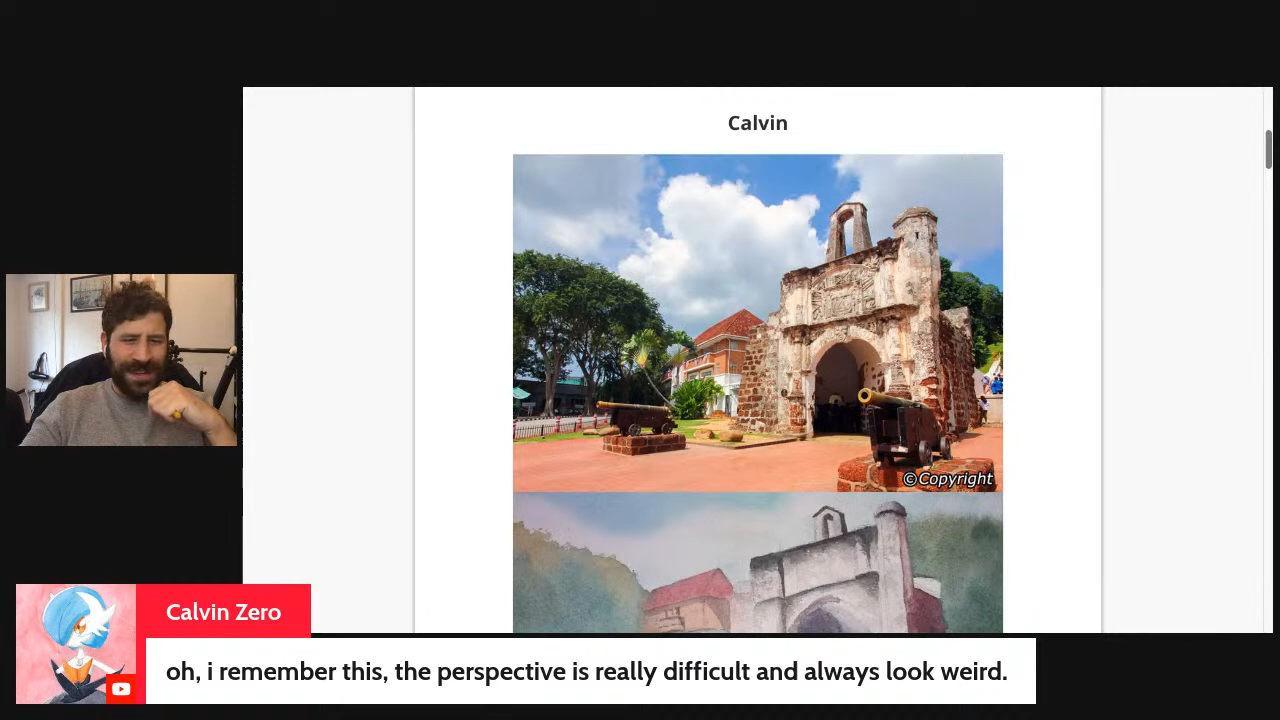 Calvin
©Copyright
Calvin Zero
oh, i remember this, the perspective is really difficult and always look weird.